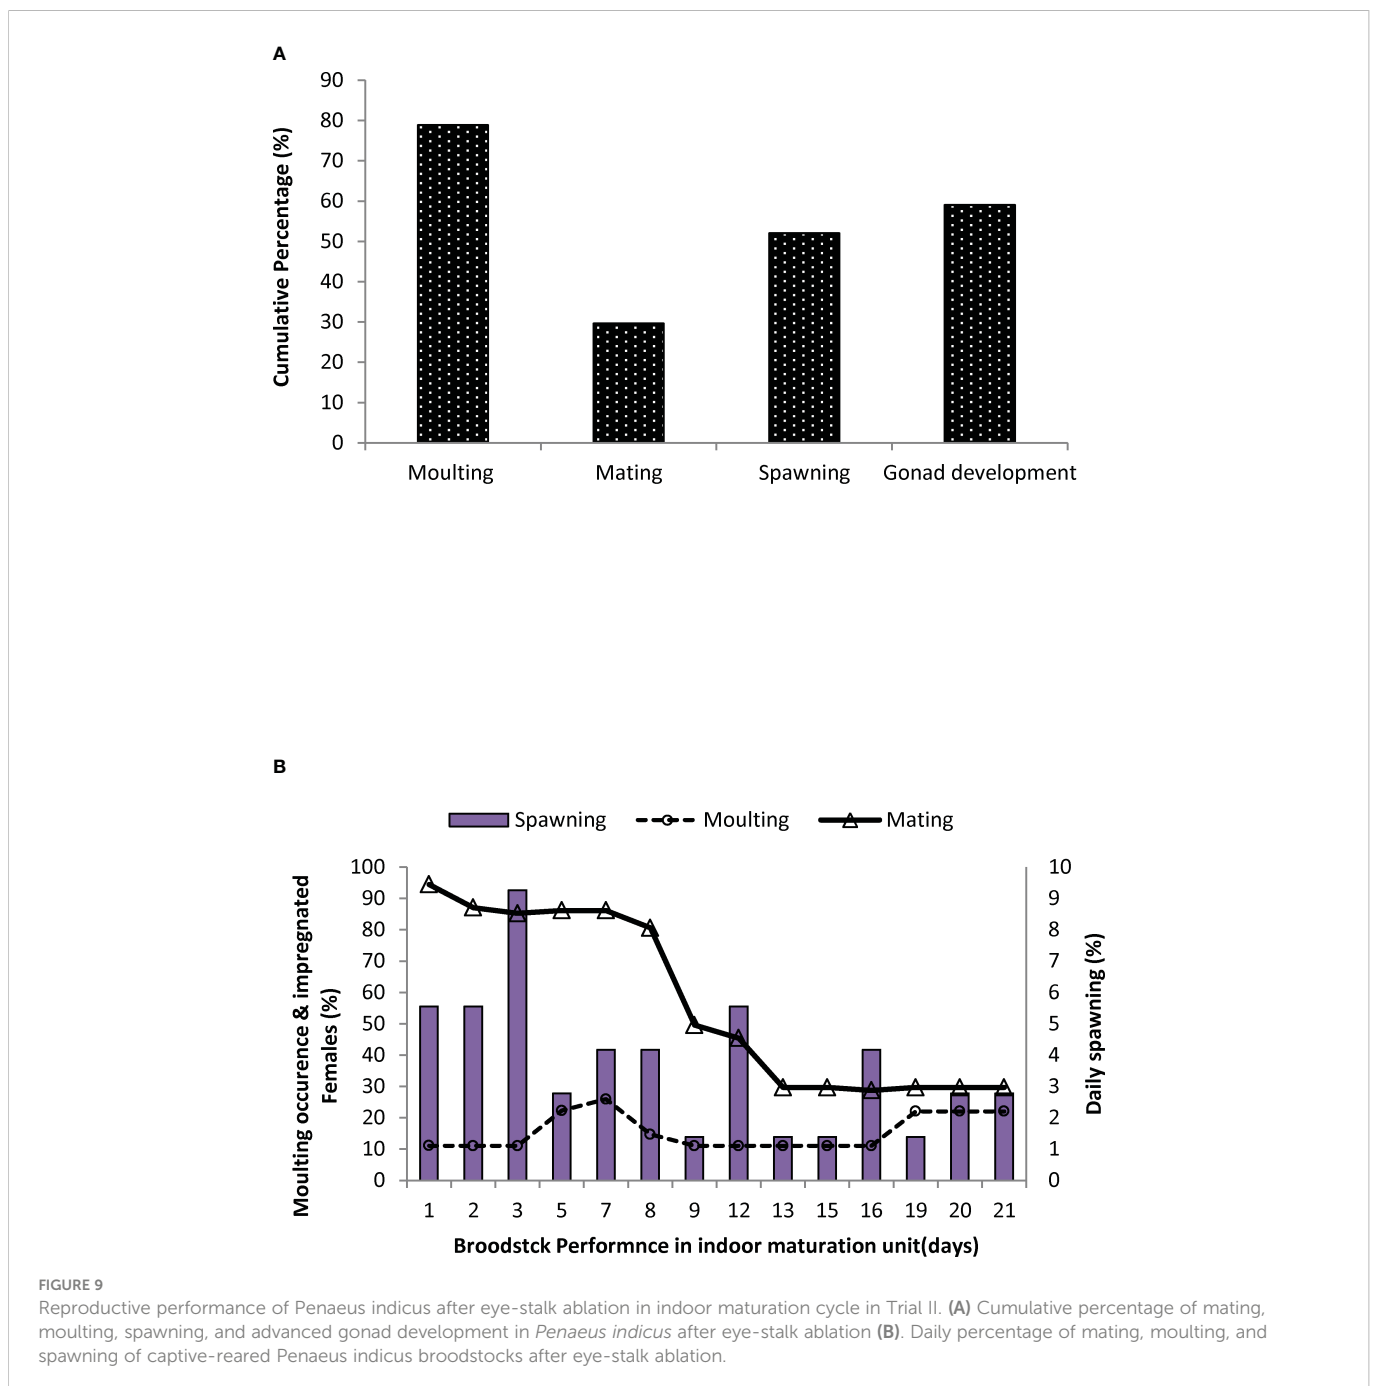 A
Cumulative Percentage (%)
90
80
70
60
50
40
30
20
10
0
Moulting Mating Spawning Gonad development
B
Spawning Moulting Mating
Moulting occurence & impregnated
Females (%)
100
90
80
70
60
50
40
30
20
10
0
10
9
8
7
6
5
4
3
2
1
0
Daily spawning (%)
1 2 3 5 7 8 9 12 13 15 16 19 20 21
Broodstck Performnce in indoor maturation unit(days)
FIGURE 9
Reproductive performance of Penaeus indicus after eye-stalk ablation in indoor maturation cycle in Trial II. (A) Cumulative percentage of mating,
moulting, spawning, and advanced gonad development in Penaeus indicus after eye-stalk ablation (B). Daily percentage of mating, moulting, and
spawning of captive-reared Penaeus indicus broodstocks after eye-stalk ablation.